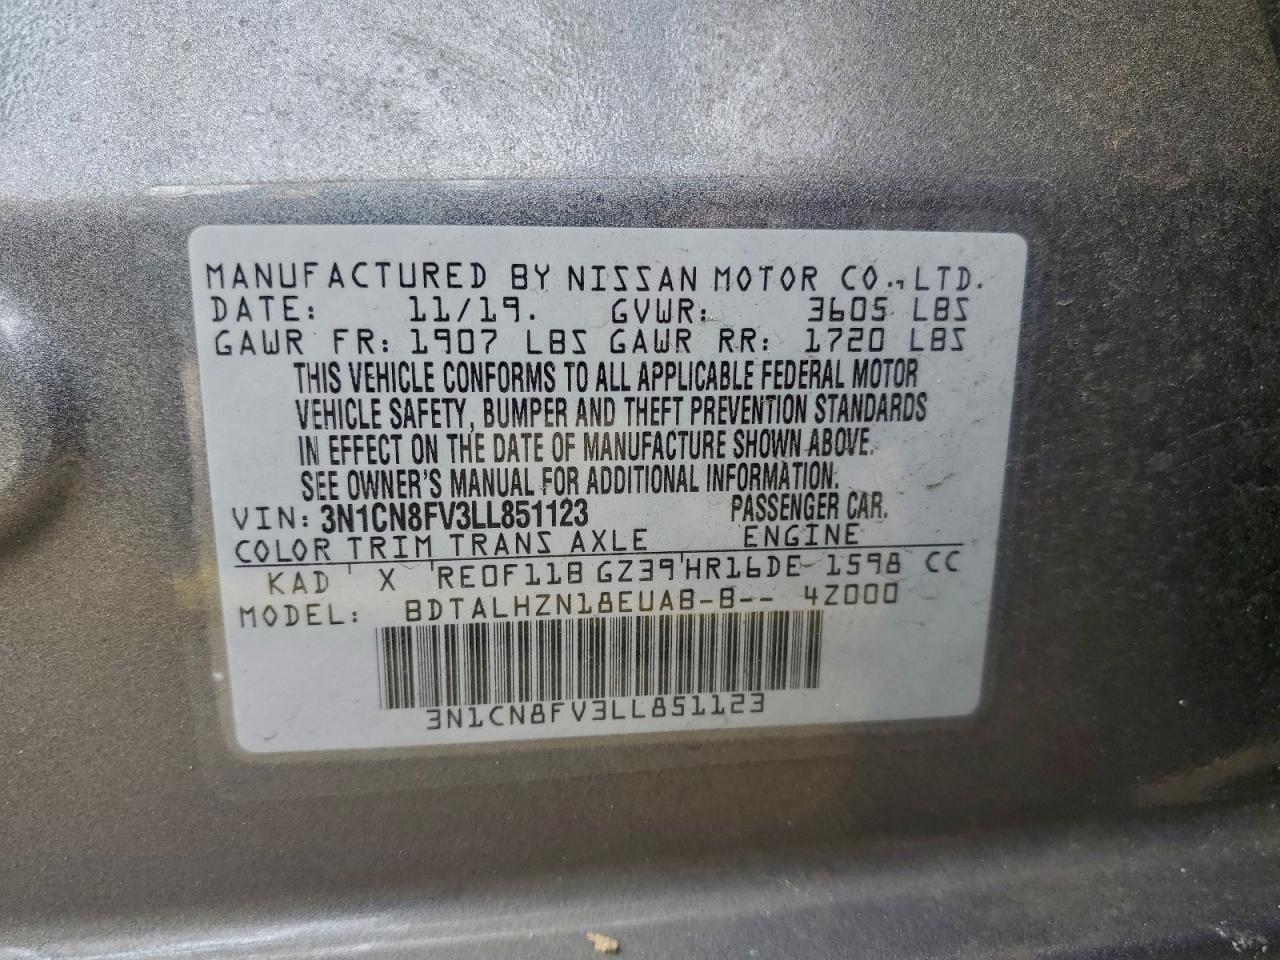 MANUFACTURED BY NISSAN MOTOR CO., LTD.
DATE: 11/19. GVWR: 3605 LBS
GAWR FR: 1907 LBS GAWR RR: 1720 LBS
THIS VEHICLE CONFORMS TO ALL APPLICABLE FEDERAL MOTOR
VEHICLE SAFETY, BUMPER AND THEFT PREVENTION STANDARDS
IN EFFECT ON THE DATE OF MANUFACTURE SHOWN ABOVE.
SEE OWNER'S MANUAL FOR ADDITIONAL INFORMATION.
VIN: 3N1CN8FV3LL851123 PASSENGER CAR.
COLOR TRIM TRANS AXLE ENGINE
KAD X RE0F11B GZ39 HR16DE 1598 CC
MODEL: BDTALHZN18EUAB-B-- 4Z000
3N1CN8FV3LL851123